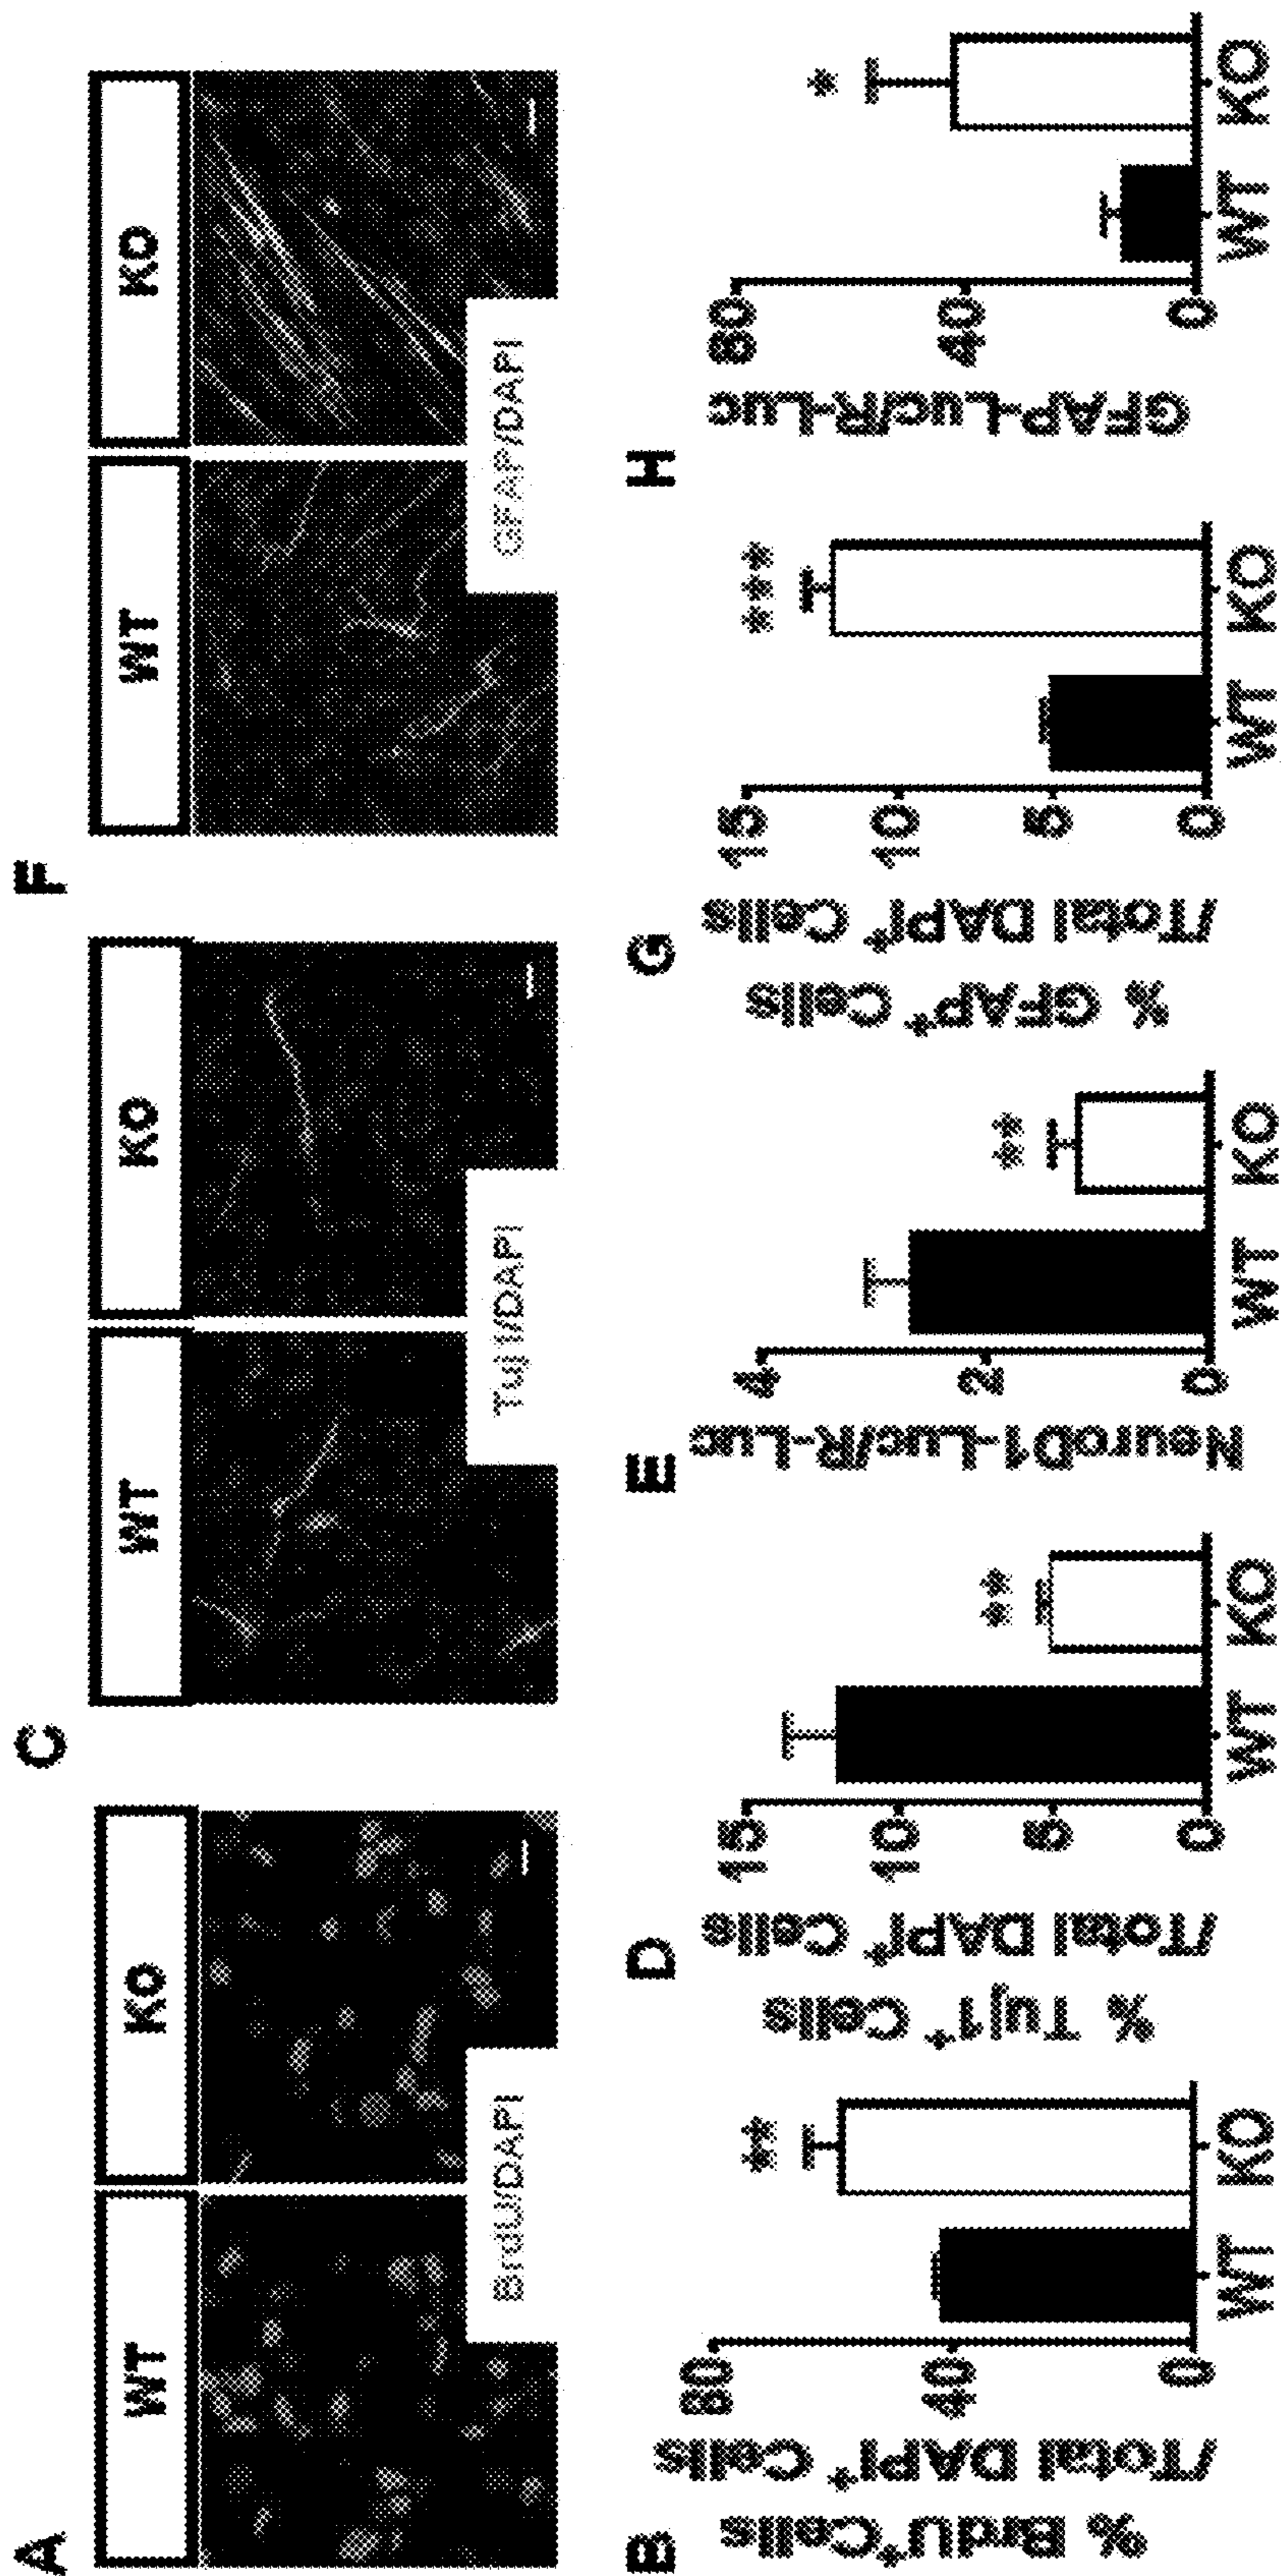 A
WT
KO
BrdU/DAPI
C
WT
KO
Tuj1/DAPI
F
WT
KO
GFAP/DAPI
B
% BrdU+Cells
/Total DAPI+ Cells
80
40
0
**
WT
KO
D
% Tuj1+ Cells
/Total DAPI+ Cells
15
10
5
0
**
WT
KO
E
NeuroD1-Luc/R-Luc
4
2
0
**
WT
KO
G
% GFAP+ Cells
/Total DAPI+ Cells
15
10
5
0
***
WT
KO
H
GFAP-Luc/R-Luc
80
40
0
*
WT
KO